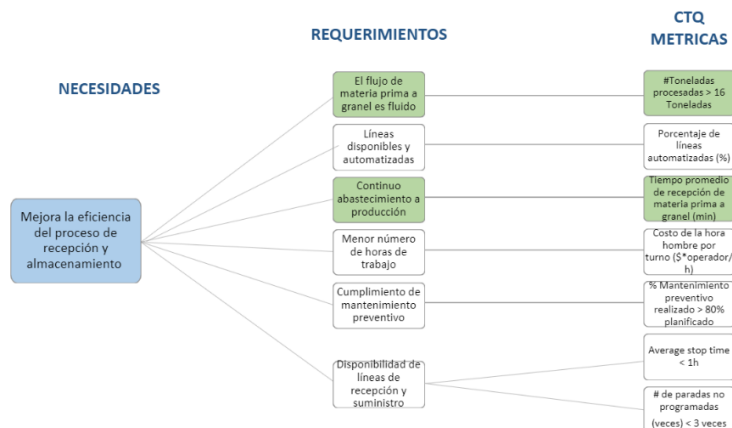 CTQ
METRICAS
REQUERIMIENTOS
NECESIDADES
El flujo de
materia prima a
granel es fluido
#Toneladas
procesadas > 16
Toneladas
Líneas
disponibles y
automatizadas
Porcentaje de
líneas
automatizadas (%)
Continuo
abastecimiento a
producción
Tiempo promedio
de recepción de
materia prima a
granel (min)
Mejora la eficiencia
del proceso de
recepción y
almacenamiento
Menor número
de horas de
trabajo
Costo de la hora
hombre por
turno ($*operador/
h)
Cumplimiento de
mantenimiento
preventivo
% Mantenimiento
preventivo
realizado > 80%
planificado
Disponibilidad de
líneas de
recepción y
suministro
Average stop time
< 1h
# de paradas no
programadas
(veces) < 3 veces